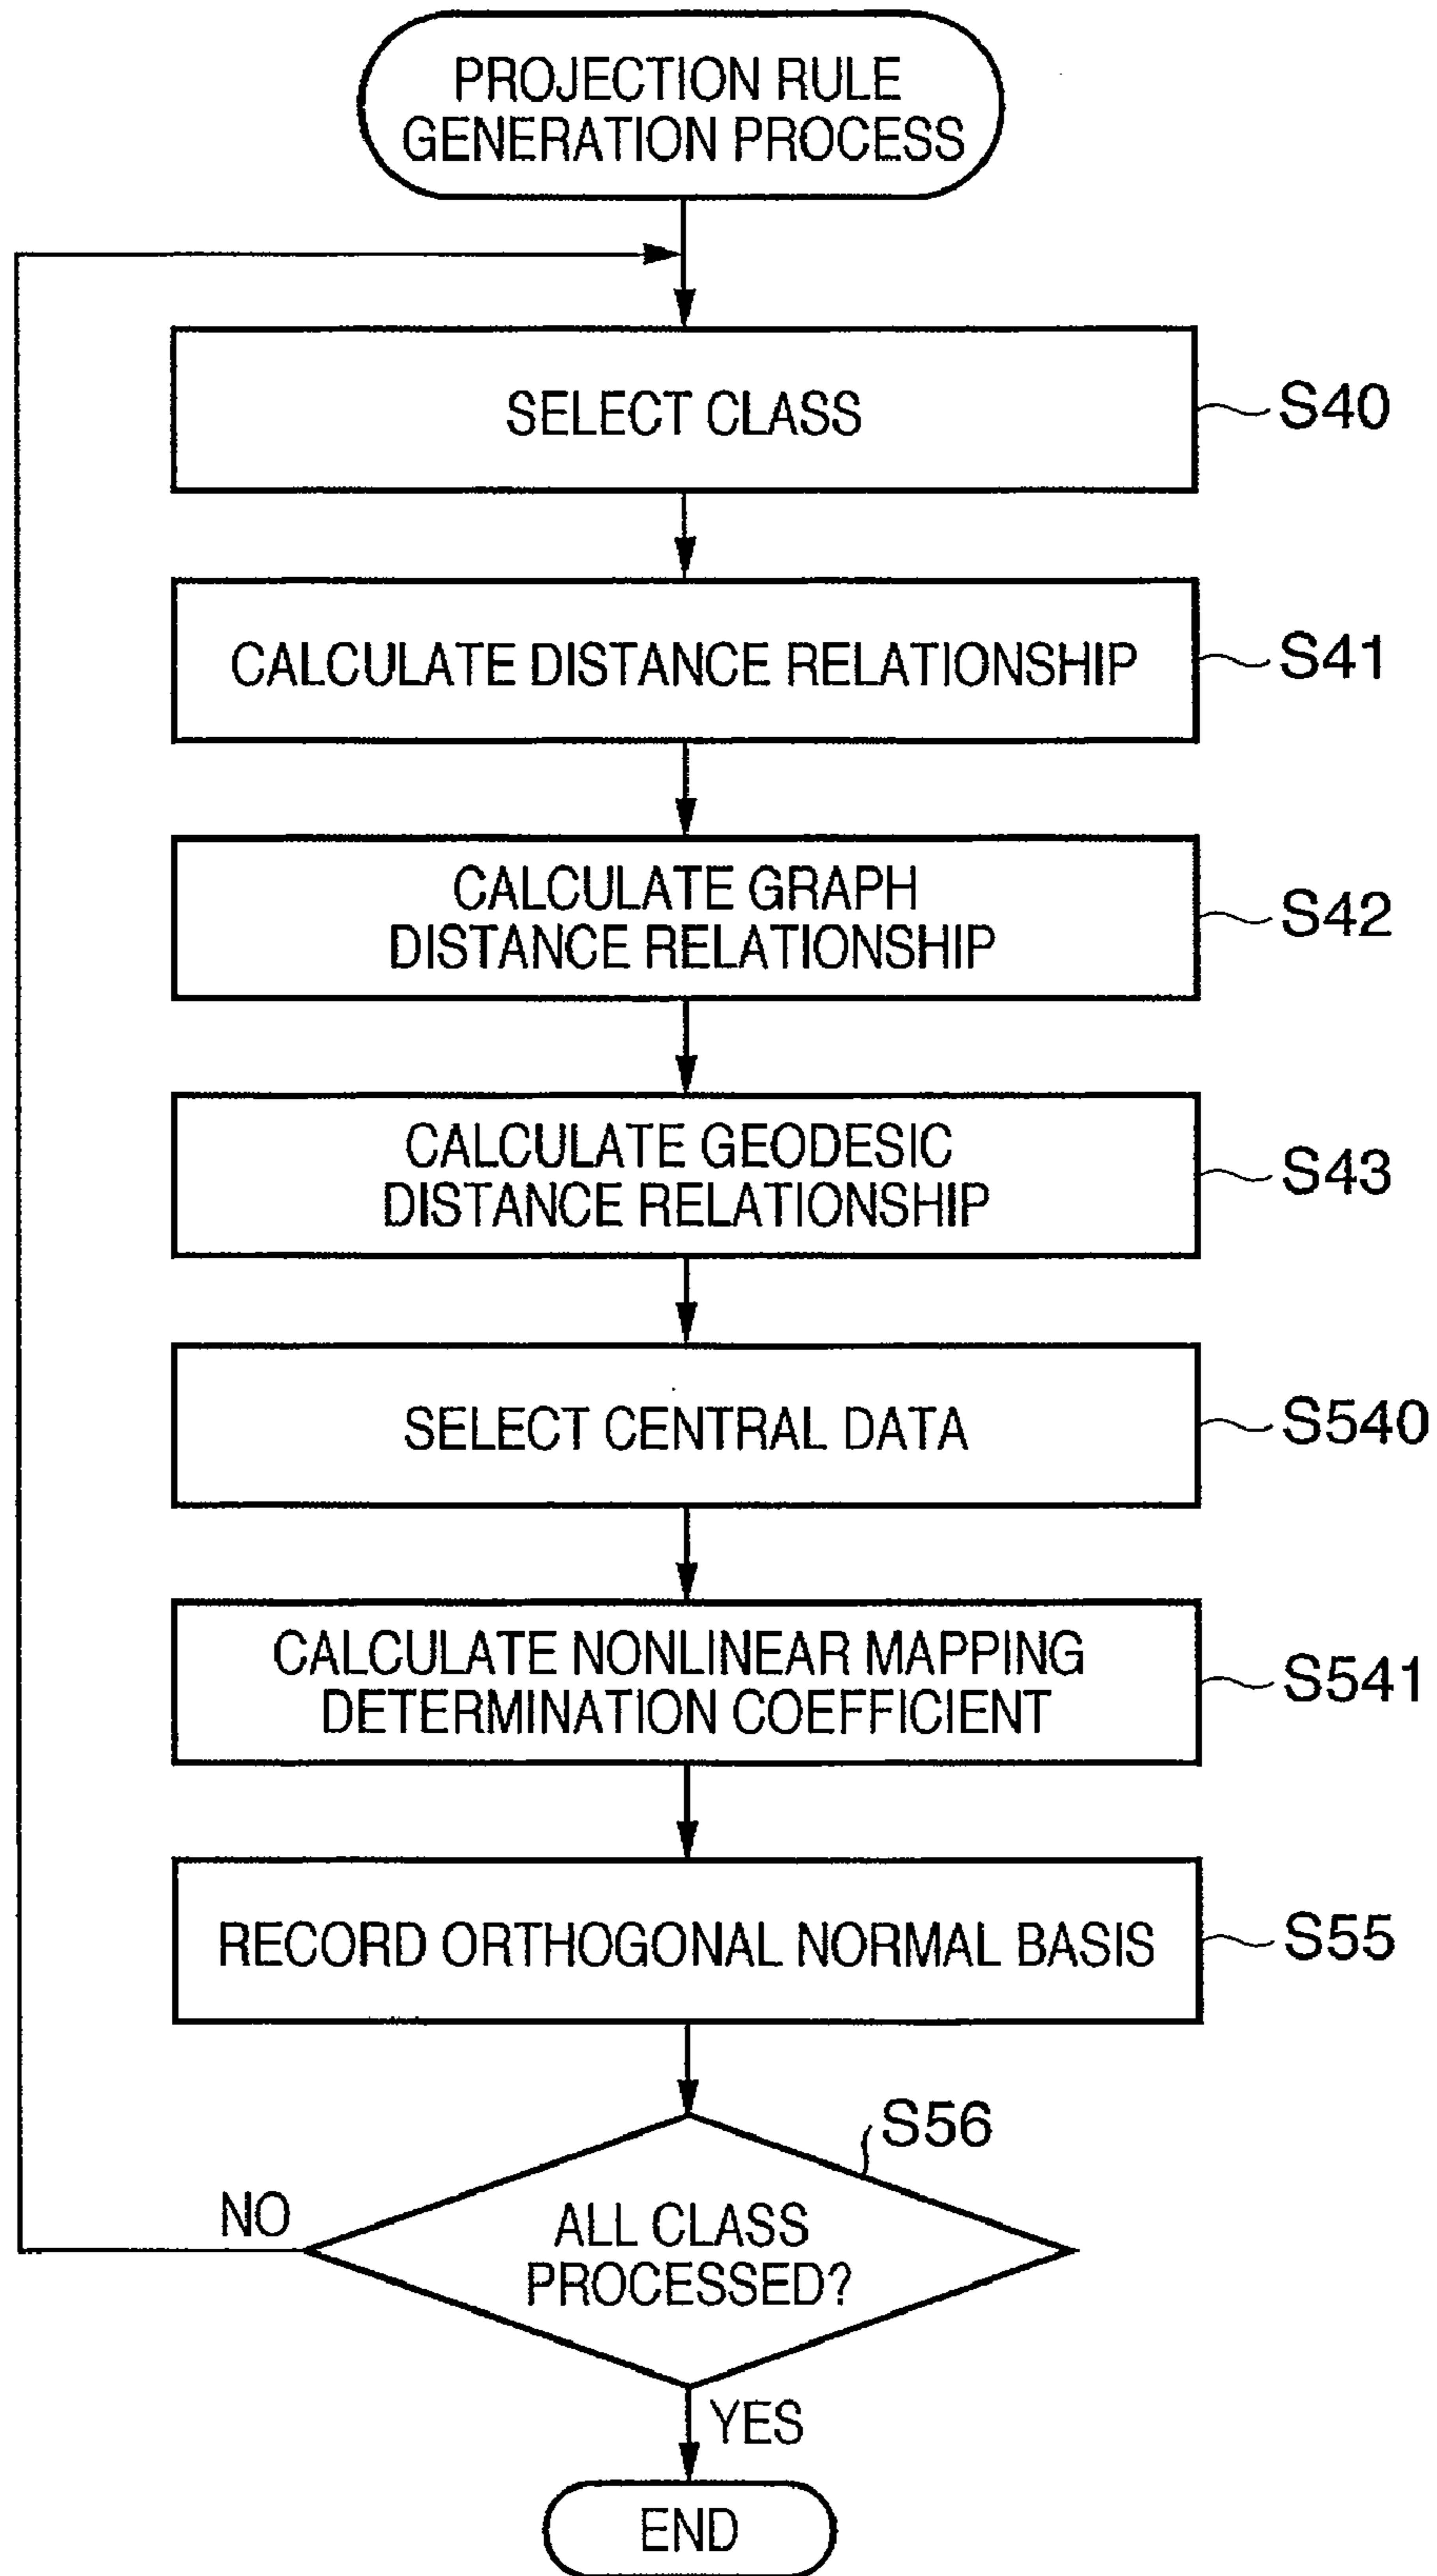 PROJECTION RULE
GENERATION PROCESS
SELECT CLASS
S40
CALCULATE DISTANCE RELATIONSHIP
S41
CALCULATE GRAPH
DISTANCE RELATIONSHIP
S42
CALCULATE GEODESIC
DISTANCE RELATIONSHIP
S43
SELECT CENTRAL DATA
S540
CALCULATE NONLINEAR MAPPING
DETERMINATION COEFFICIENT
S541
RECORD ORTHOGONAL NORMAL BASIS
S55
S56
NO
ALL CLASS
PROCESSED?
YES
END